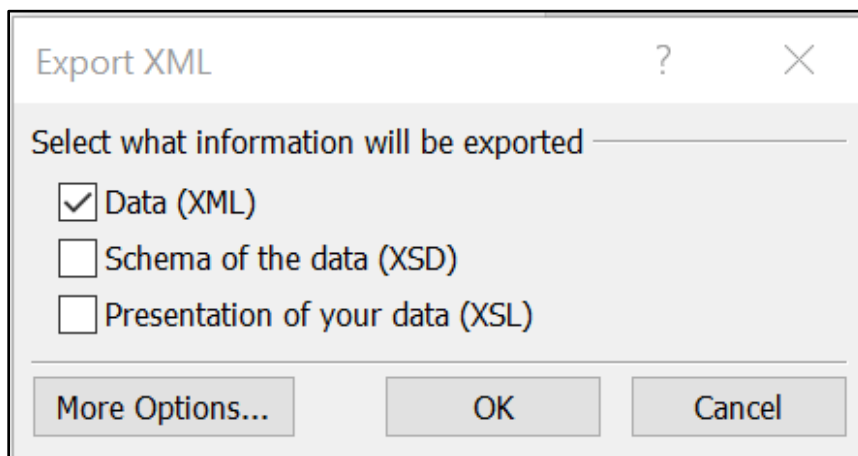 Export XML ?
Select what information will be exported
Data (XML)
Schema of the data (XSD)
Presentation of your data (XSL)
More Options... OK Cancel